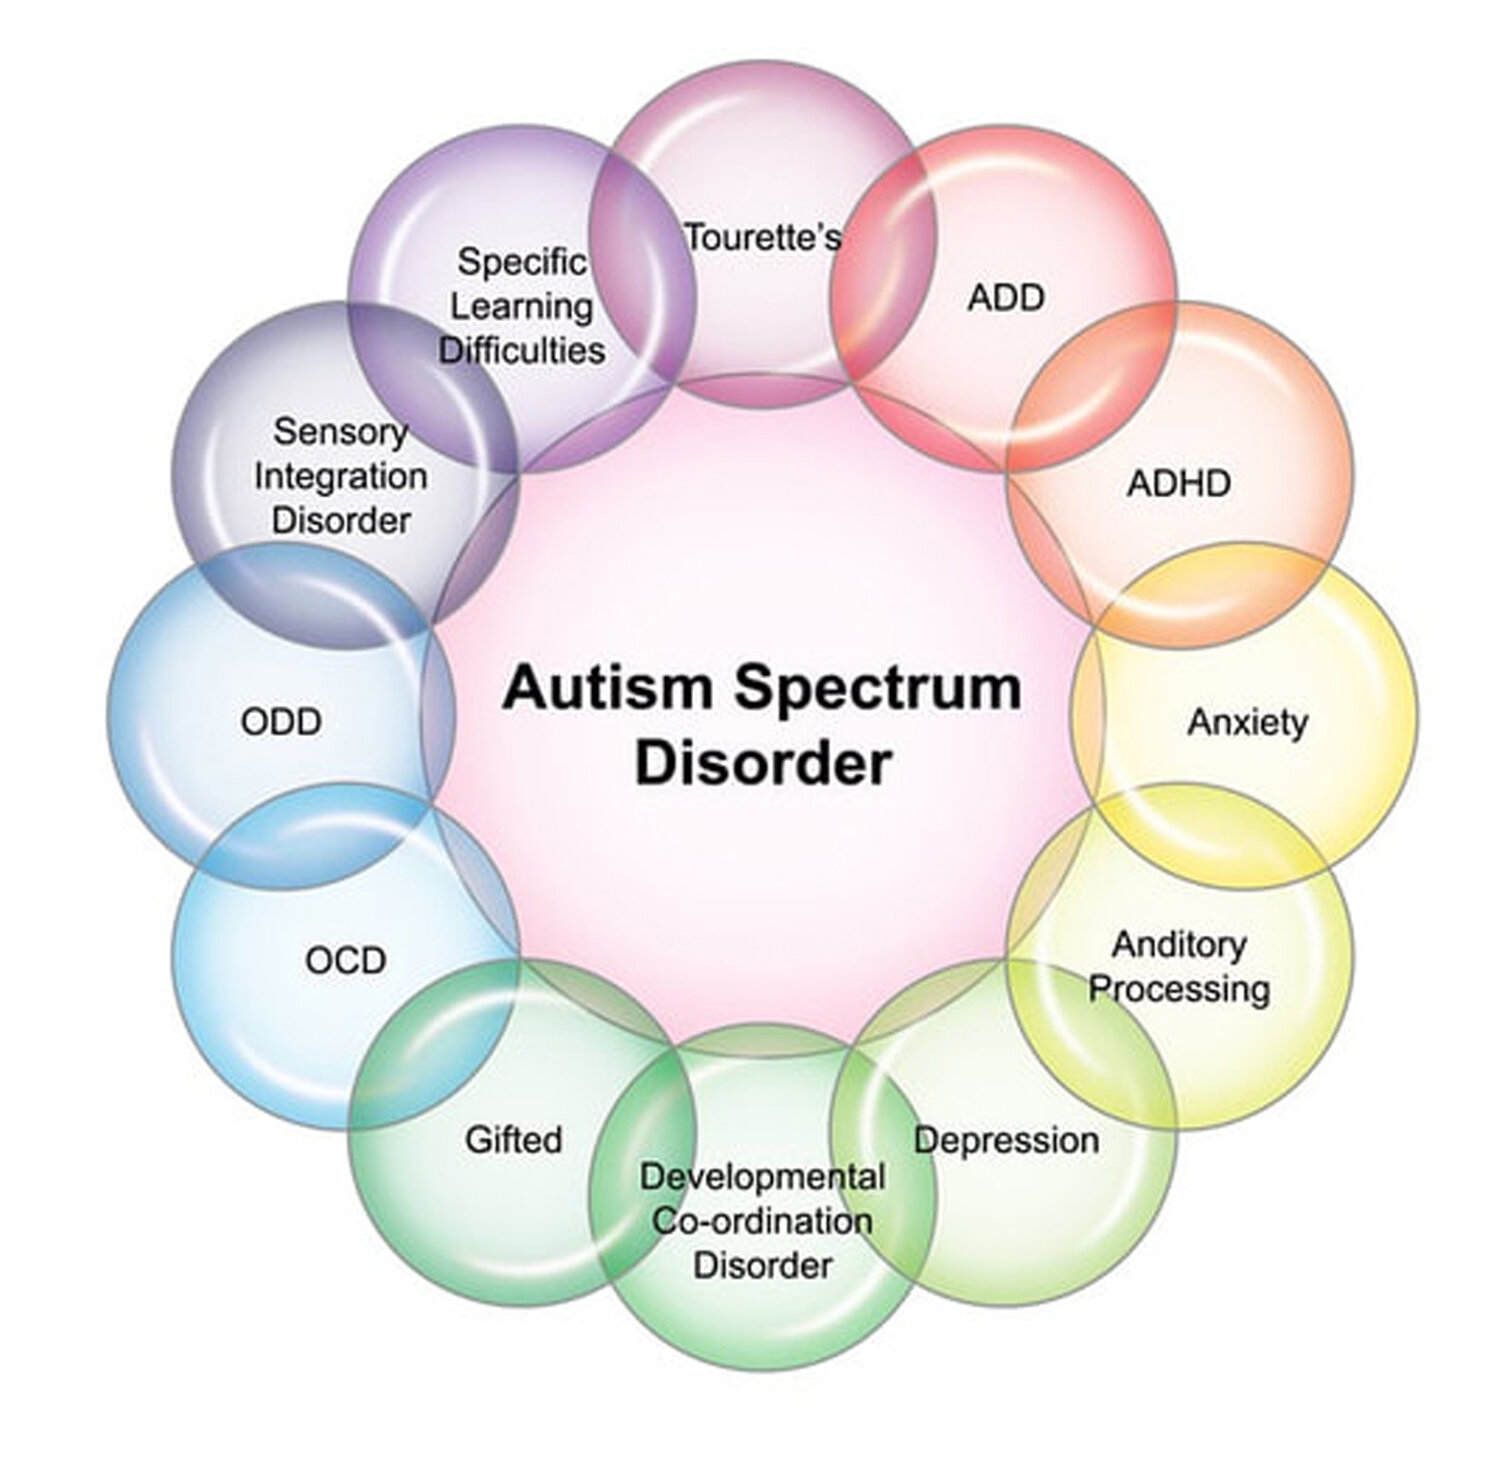 Tourette's
ADD
ADHD
Anxiety
Anditory
Processing
Depression
Developmental
Co-ordination
Disorder
Gifted
OCD
ODD
Sensory
Integration
Disorder
Specific
Learning
Difficulties
Autism Spectrum
Disorder